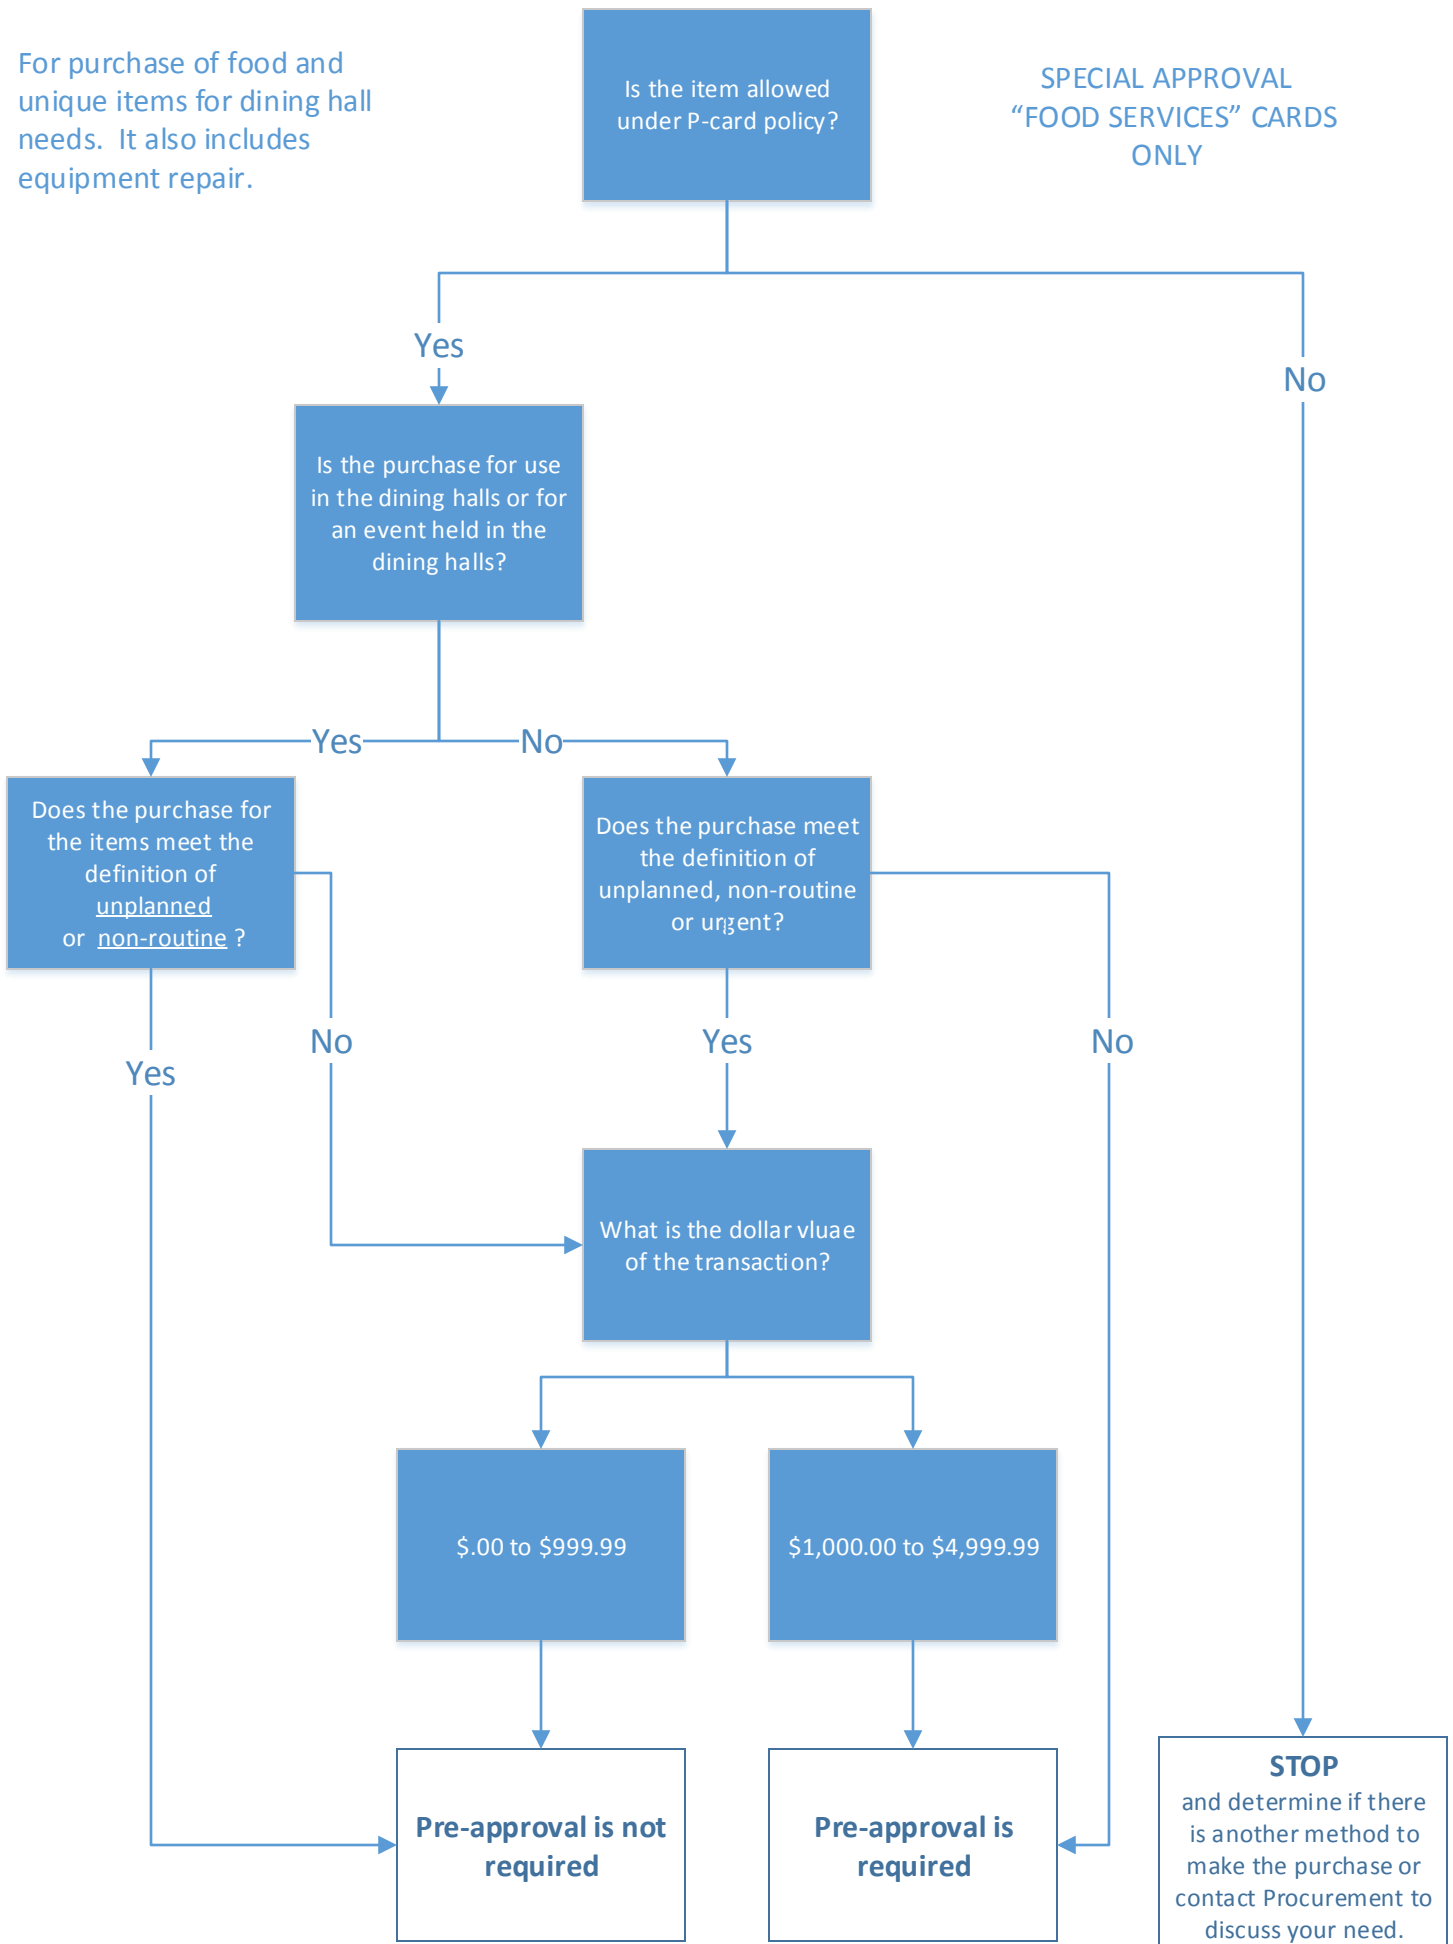 For purchase of food and
unique items for dining hall
needs.  It also includes
equipment repair.
Is the item allowed
under P-card policy?
SPECIAL APPROVAL
“FOOD SERVICES” CARDS
ONLY
Yes
No
Is the purchase for use
in the dining halls or for
an event held in the
dining halls?
Yes
No
Does the purchase for
the items meet the
definition of
unplanned
or non-routine ?
Does the purchase meet
the definition of
unplanned, non-routine
or urgent?
No
Yes
No
Yes
What is the dollar vluae
of the transaction?
$.00 to $999.99
$1,000.00 to $4,999.99
Pre-approval is not
required
Pre-approval is
required
STOP
and determine if there
is another method to
make the purchase or
contact Procurement to
discuss your need.